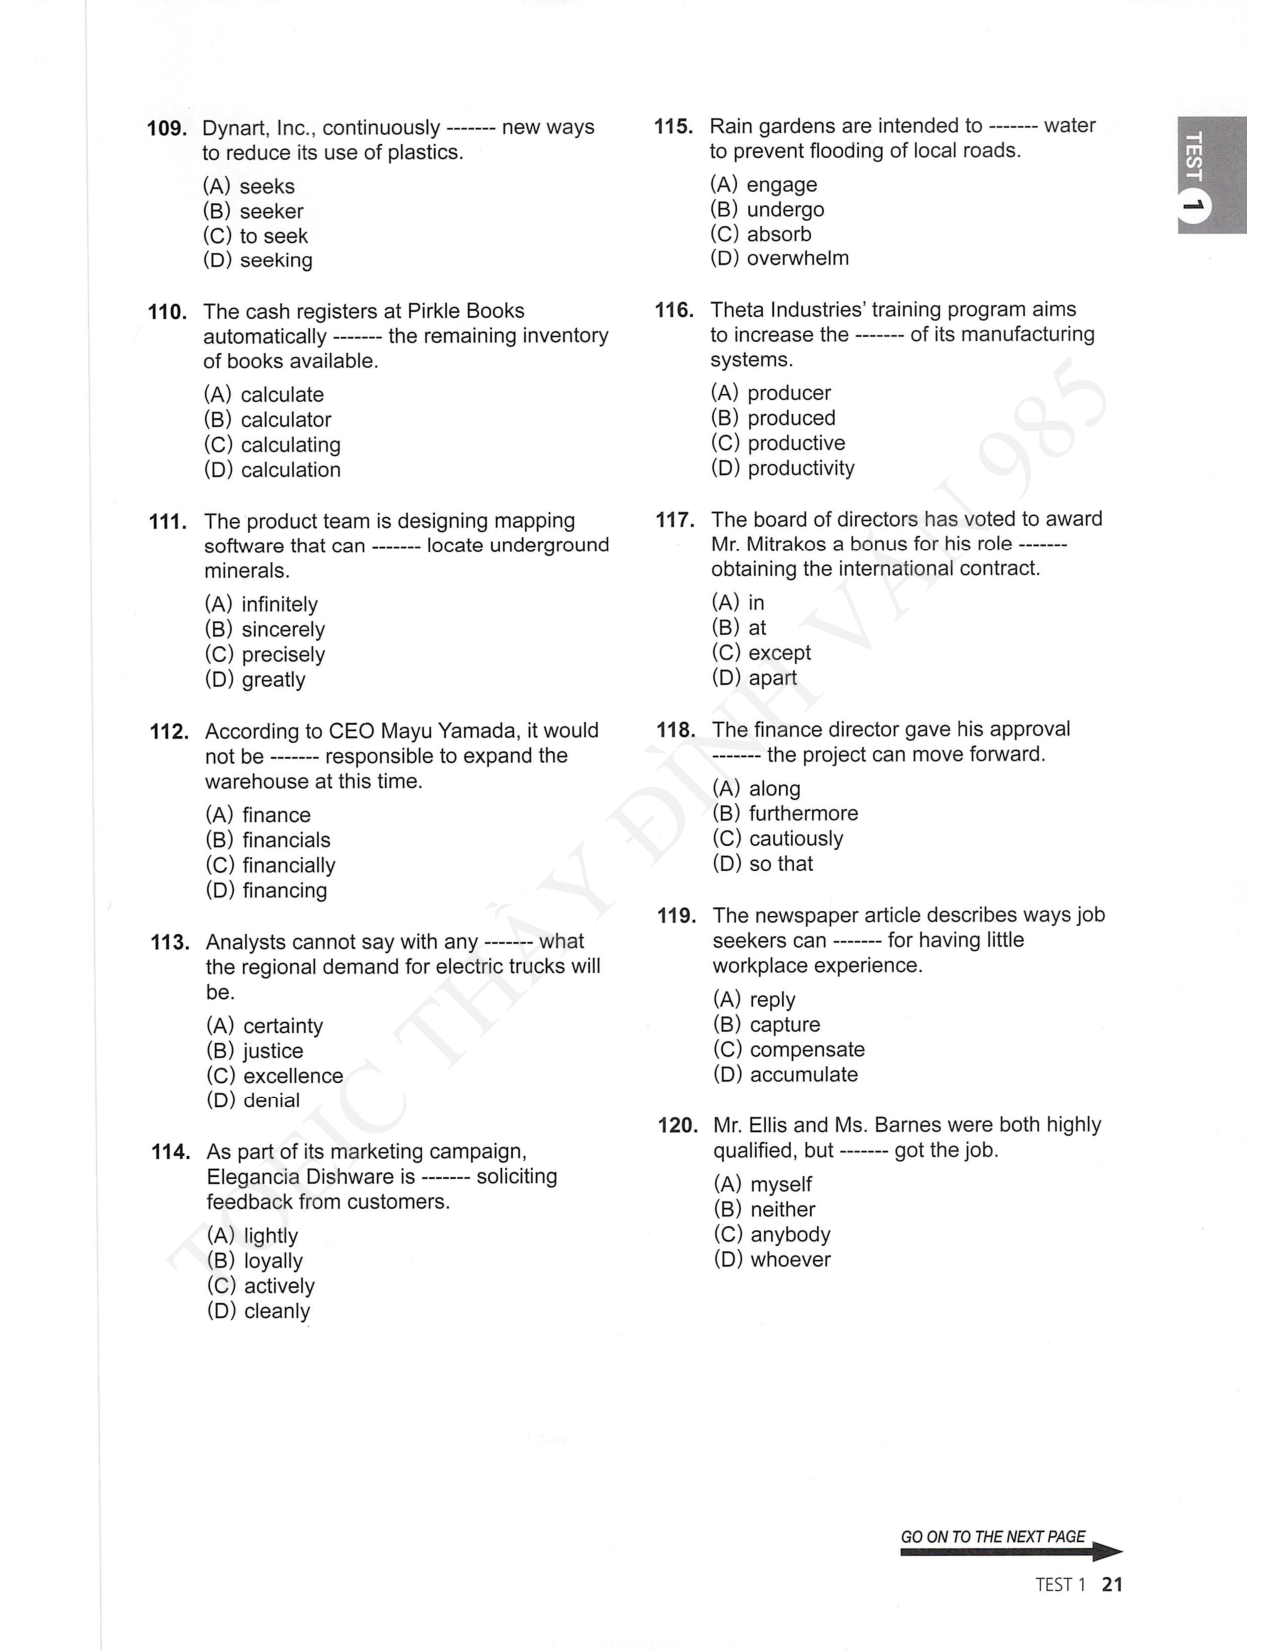 109. Dynart, Inc., continuously ------- new ways
to reduce its use of plastics.
(A) seeks
(B) seeker
(C) to seek
(D) seeking
110. The cash registers at Pirkle Books
automatically ------- the remaining inventory
of books available.
(A) calculate
(B) calculator
(C) calculating
(D) calculation
111. The product team is designing mapping
software that can ------- locate underground
minerals.
(A) infinitely
(B) sincerely
(C) precisely
(D) greatly
112. According to CEO Mayu Yamada, it would
not be ------- responsible to expand the
warehouse at this time.
(A) finance
(B) financials
(C) financially
(D) financing
113. Analysts cannot say with any ------- what
the regional demand for electric trucks will
be.
(A) certainty
(B) justice
(C) excellence
(D) denial
114. As part of its marketing campaign,
Elegancia Dishware is ------- soliciting
feedback from customers.
(A) lightly
(B) loyally
(C) actively
(D) cleanly
115. Rain gardens are intended to ------- water
to prevent flooding of local roads.
(A) engage
(B) undergo
(C) absorb
(D) overwhelm
116. Theta Industries' training program aims
to increase the ------- of its manufacturing
systems.
(A) producer
(B) produced
(C) productive
(D) productivity
117. The board of directors has voted to award
Mr. Mitrakos a bonus for his role -------
obtaining the international contract.
(A) in
(B) at
(C) except
(D) apart
118. The finance director gave his approval
------- the project can move forward.
(A) along
(B) furthermore
(C) cautiously
(D) so that
119. The newspaper article describes ways job
seekers can ------- for having little
workplace experience.
(A) reply
(B) capture
(C) compensate
(D) accumulate
120. Mr. Ellis and Ms. Barnes were both highly
qualified, but ------- got the job.
(A) myself
(B) neither
(C) anybody
(D) whoever
TEST 1
TOEIC THẦY ĐÌNH VĂN 985
GO ON TO THE NEXT PAGE
TEST 1 21